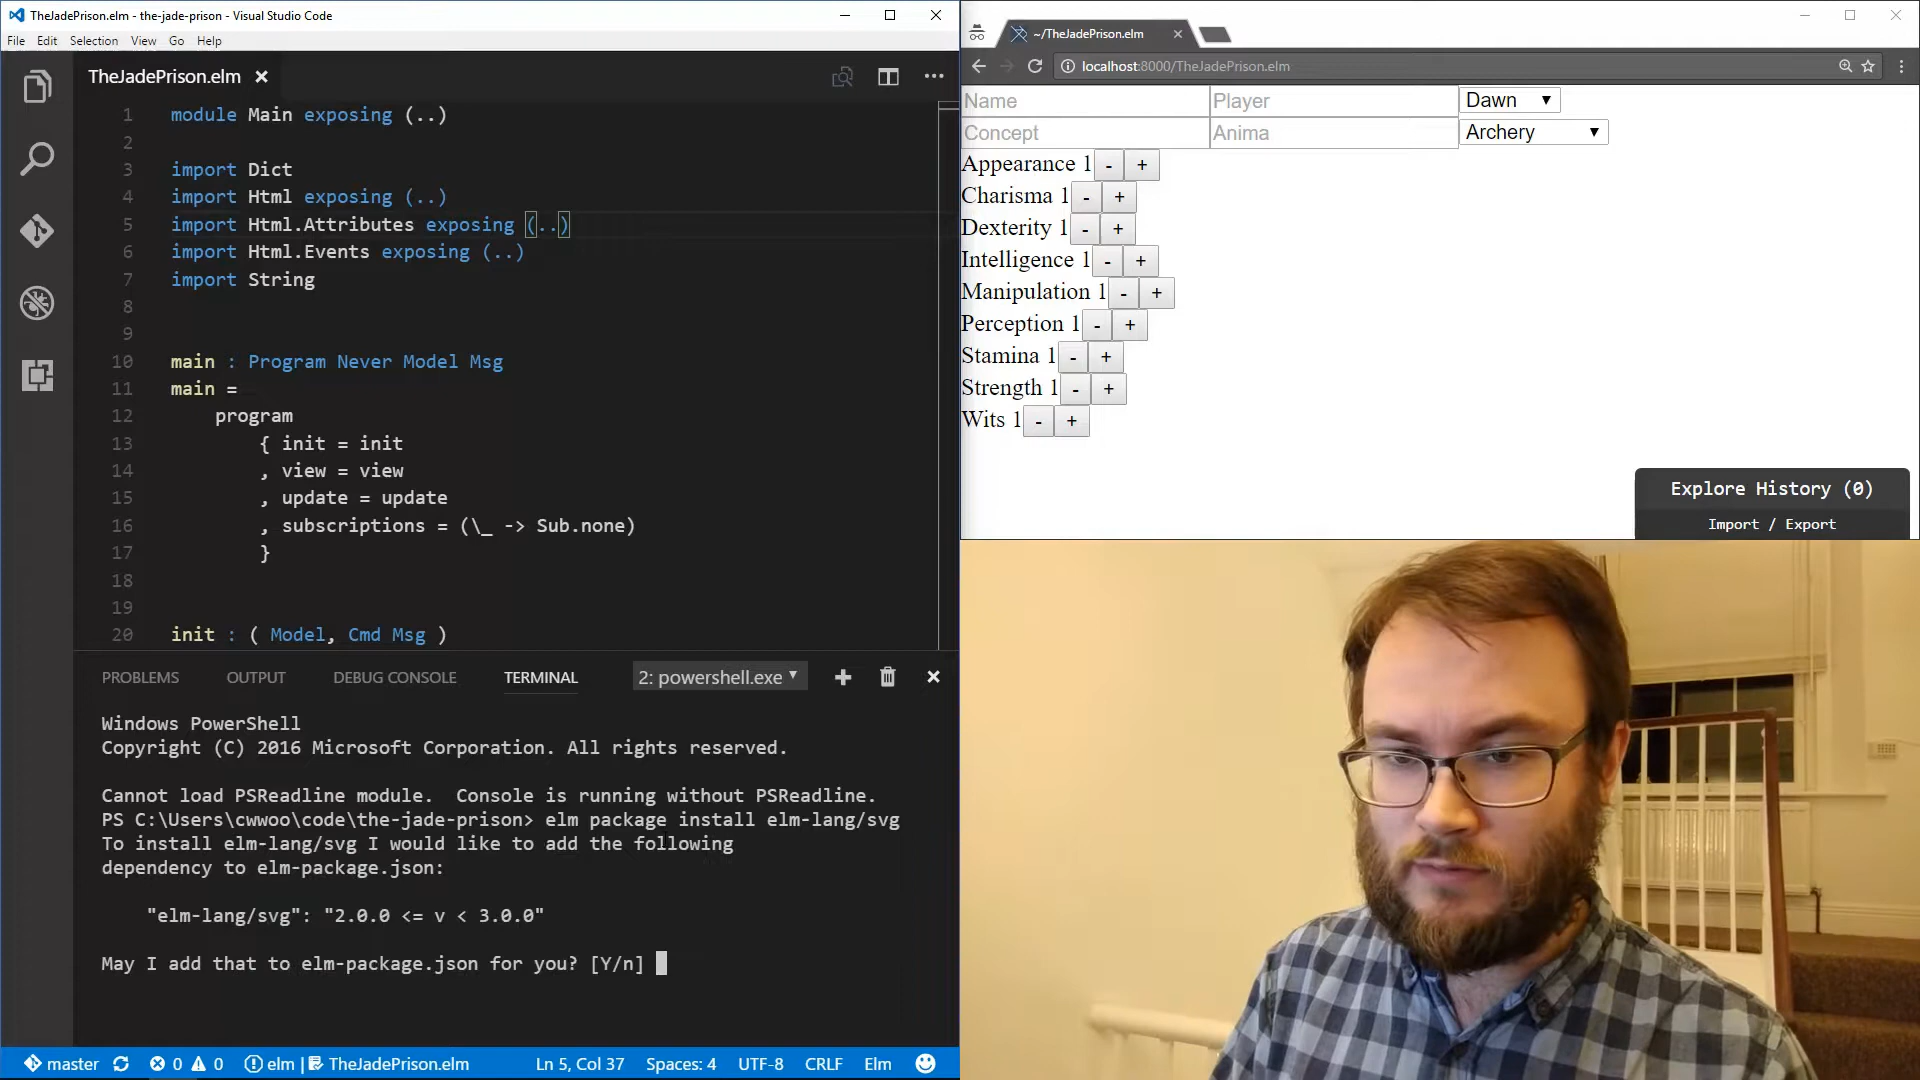 TheJadePrison.elm - the-jade-prison - Visual Studio Code
File Edit Selection View Go Help
TheJadePrison.elm
1 module Main exposing (..)
2
3 import Dict
4 import Html exposing (..)
5 import Html.Attributes exposing (..)
6 import Html.Events exposing (..)
7 import String
8
9
10 main : Program Never Model Msg
11 main =
12 program
13 { init = init
14 , view = view
15 , update = update
16 , subscriptions = (\_ -> Sub.none)
17 }
18
19
20 init : ( Model, Cmd Msg )
PROBLEMS OUTPUT DEBUG CONSOLE TERMINAL 2: powershell.exe
Windows PowerShell
Copyright (C) 2016 Microsoft Corporation. All rights reserved.
Cannot load PSReadline module.  Console is running without PSReadline.
PS C:\Users\cwwoo\code\the-jade-prison> elm package install elm-lang/svg
To install elm-lang/svg I would like to add the following
dependency to elm-package.json:
"elm-lang/svg": "2.0.0 <= v < 3.0.0"
May I add that to elm-package.json for you? [Y/n]
master 0 0 elm TheJadePrison.elm Ln 5, Col 37 Spaces: 4 UTF-8 CRLF Elm
~/TheJadePrison.elm
localhost:8000/TheJadePrison.elm
Name Player Dawn
Concept Anima Archery
Appearance 1 - +
Charisma 1 - +
Dexterity 1 - +
Intelligence 1 - +
Manipulation 1 - +
Perception 1 - +
Stamina 1 - +
Strength 1 - +
Wits 1 - +
Explore History (0)
Import / Export